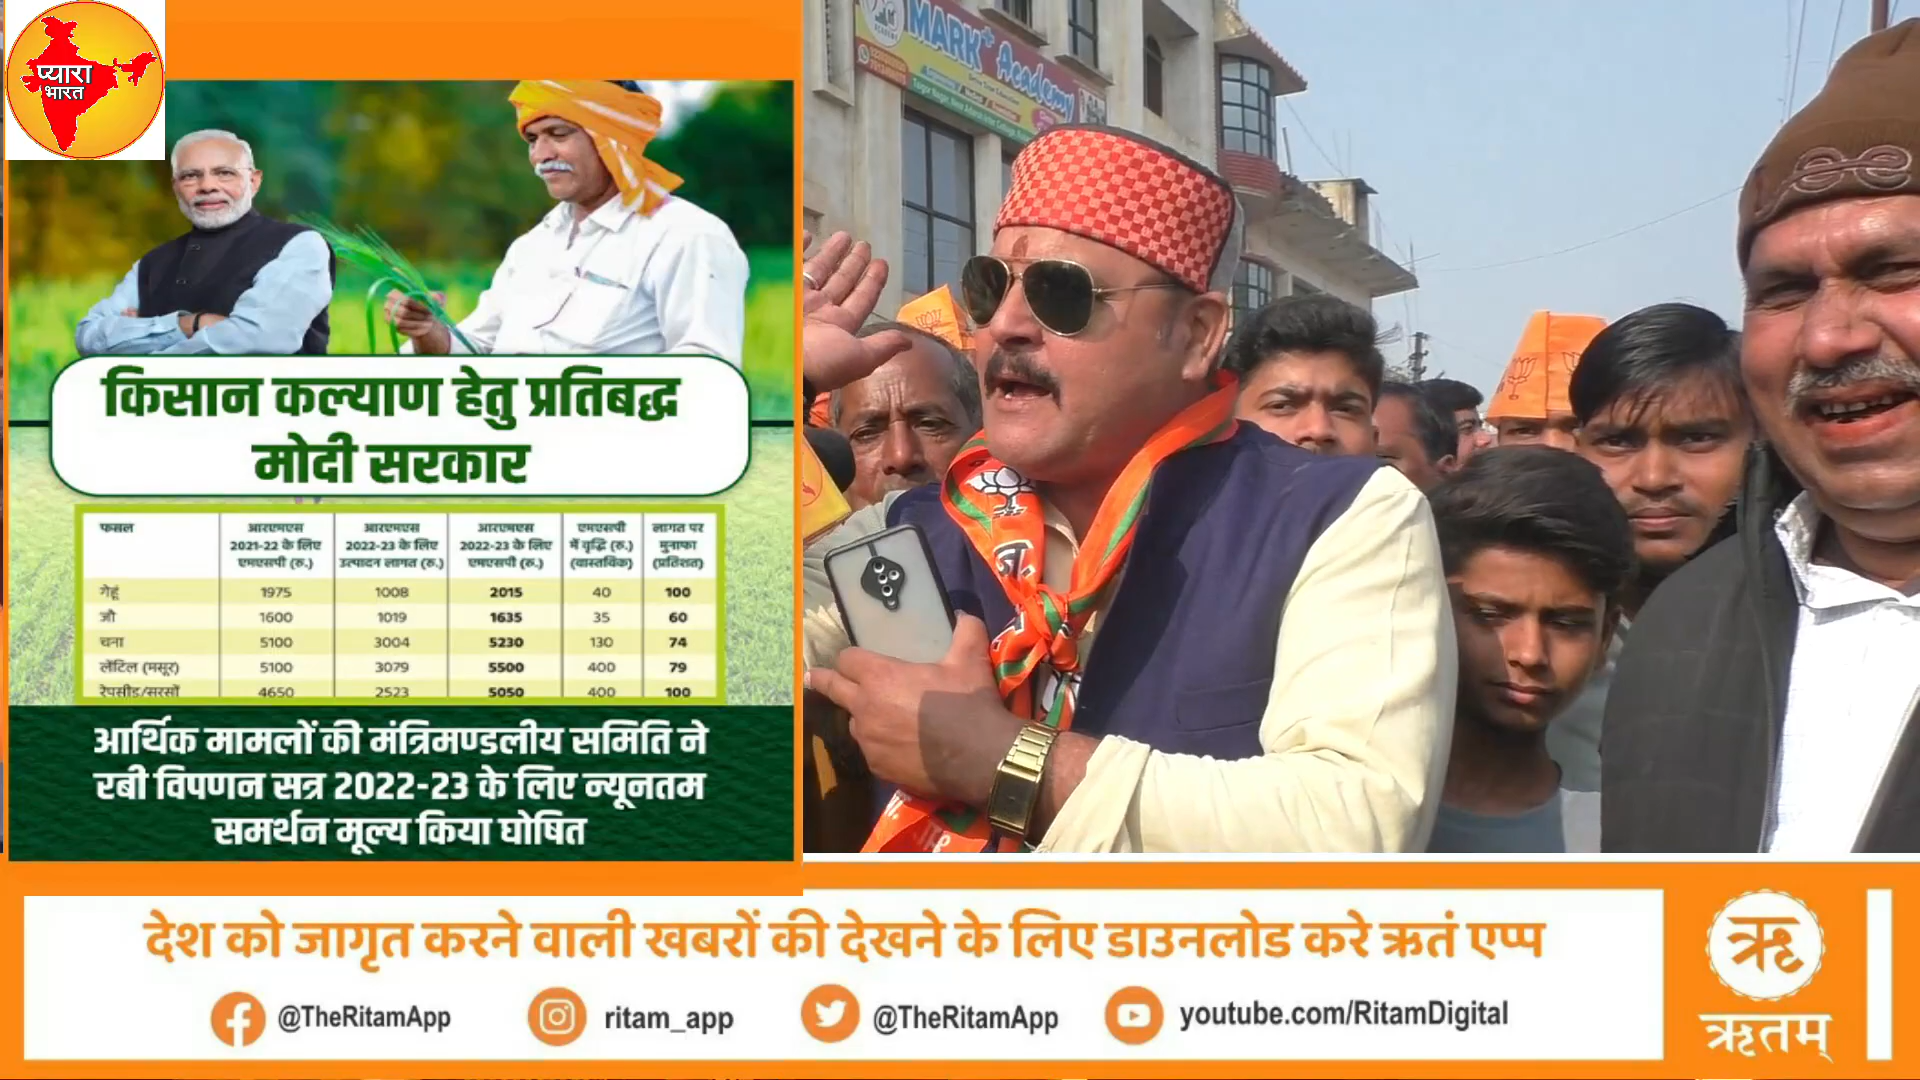 प्यारा
भारत
किसान कल्याण हेतु प्रतिबद्ध
मोदी सरकार
फसल
आरएमएस 2021-22 के लिए एमएसपी (रु.)
आरएमएस 2022-23 के लिए उत्पादन लागत (रु.)
आरएमएस 2022-23 के लिए एमएसपी (रु.)
एमएसपी में वृद्धि (रु.) (वास्तविक)
लागत पर मुनाफा (प्रतिशत)
गेहूं 1975 1008 2015 40 100
जौ 1600 1019 1635 35 60
चना 5100 3004 5230 130 74
लेंटिल (मसूर) 5100 3079 5500 400 79
रेपसीड/सरसों 4650 2523 5050 400 100
आर्थिक मामलों की मंत्रिमण्डलीय समिति ने
रबी विपणन सत्र 2022-23 के लिए न्यूनतम
समर्थन मूल्य किया घोषित
MARK+ Academy
देश को जागृत करने वाली खबरों की देखने के लिए डाउनलोड करे ऋतं एप्प
@TheRitamApp
ritam_app
@TheRitamApp
youtube.com/RitamDigital
ऋ
ऋतम्